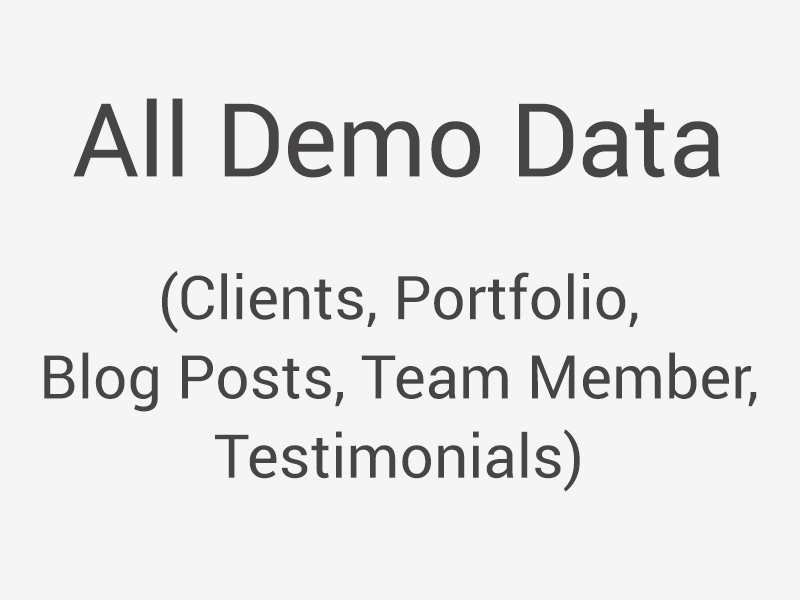 All Demo Data
(Clients, Portfolio,
Blog Posts, Team Member,
Testimonials)